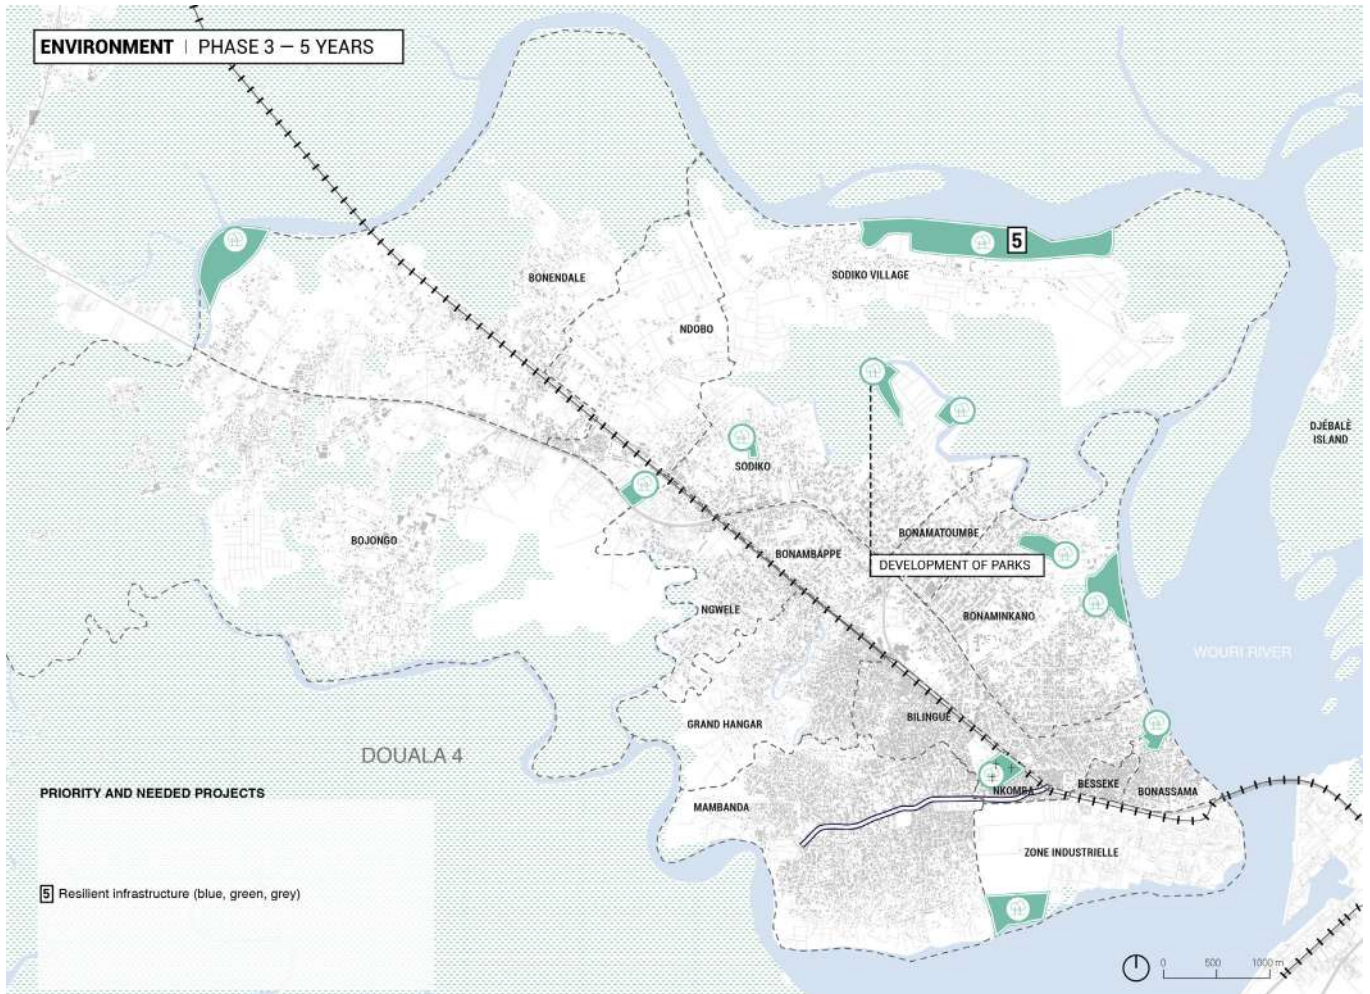 ENVIRONMENT | PHASE 3 — 5 YEARS
5
SODIKO VILLAGE
BONENDALE
NDOBO
DJÉBALÈ
ISLAND
SODIKO
BONAMATOUMBE
BOJONGO
BONAMBAPPE
DEVELOPMENT OF PARKS
NGWELE
BONAMINKANO
WOURI RIVER
BILINGUE
GRAND HANGAR
DOUALA 4
BESSEKE
NKOMBA
BONASSAMA
PRIORITY AND NEEDED PROJECTS
MAMBANDA
ZONE INDUSTRIELLE
5 Resilient infrastructure (blue, green, grey)
0 500 1000 m